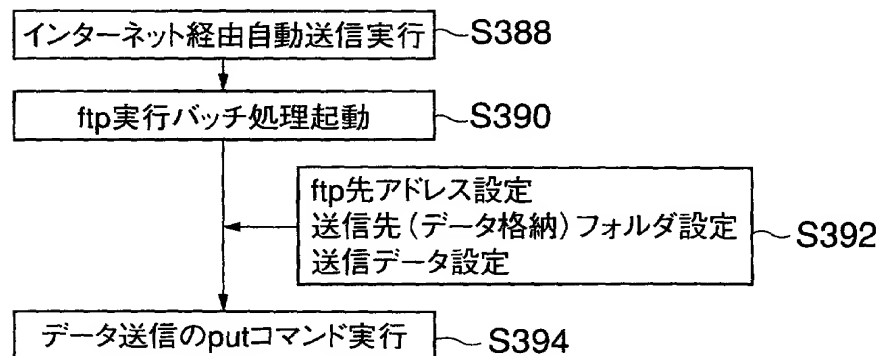 インターネット経由自動送信実行 S388
ftp実行バッチ処理起動 S390
ftp先アドレス設定
送信先(データ格納)フォルダ設定 S392
送信データ設定
データ送信のputコマンド実行 S394